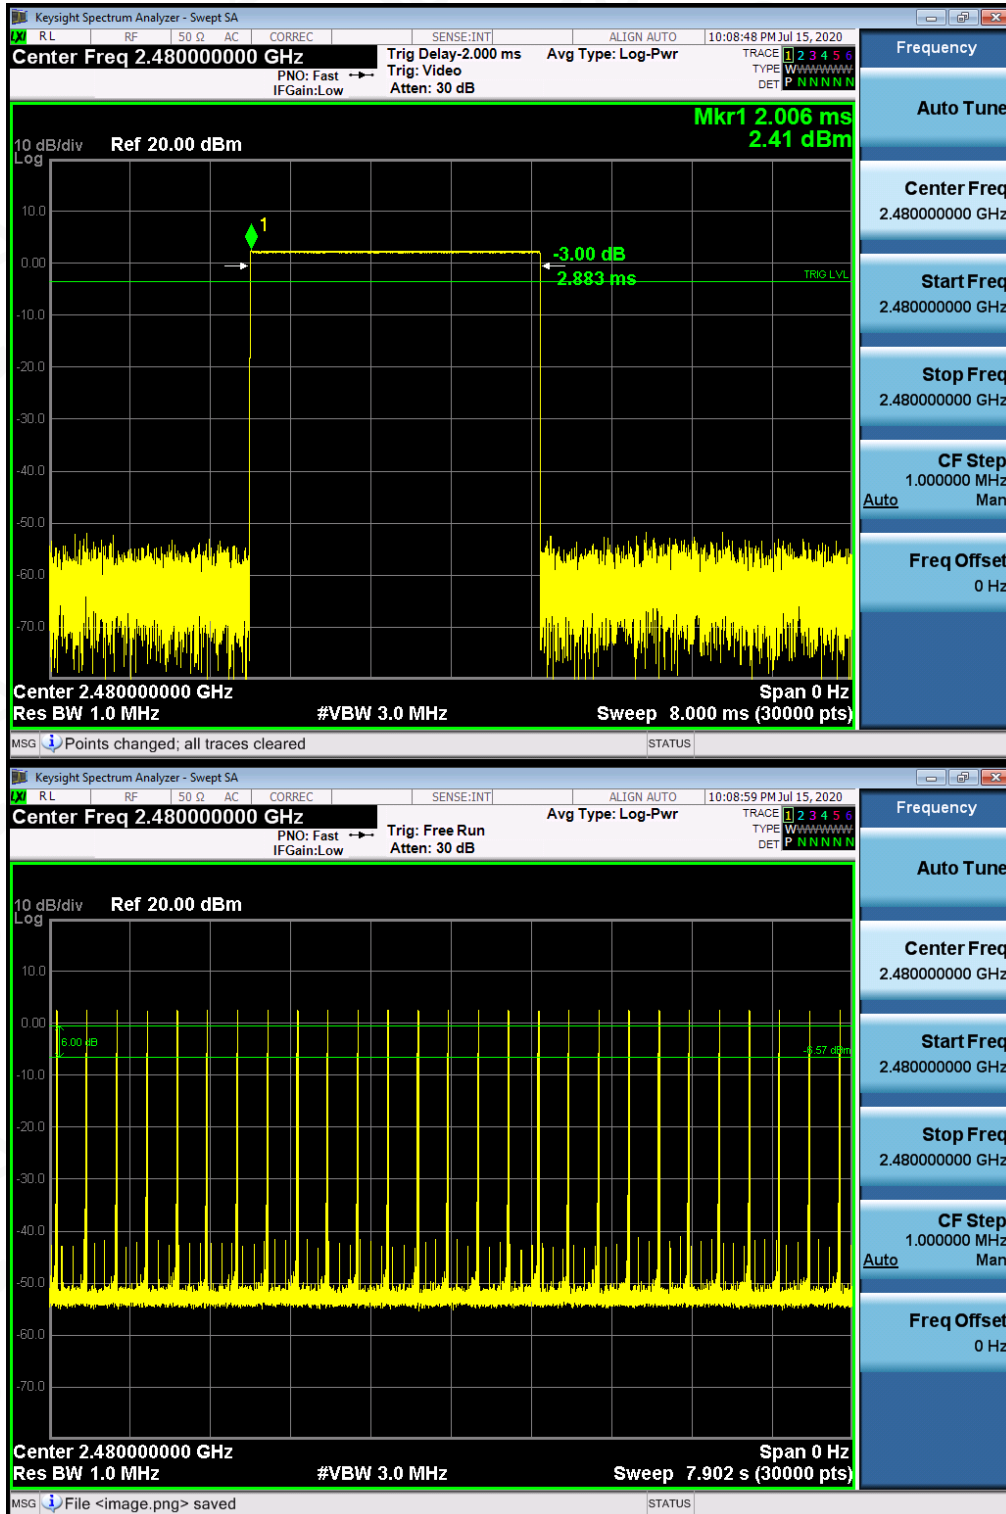 Keysight Spectrum Analyzer - Swept SA
LXI RL RF 50 Ω AC CORREC SENSE:INT ALIGN AUTO 10:08:48 PM Jul 15, 2020
Center Freq 2.480000000 GHz
PNO: Fast
IFGain:Low
Trig Delay-2.000 ms
Trig: Video
Atten: 30 dB
Avg Type: Log-Pwr
TRACE 1 2 3 4 5 6
TYPE WWWWWW
DET P N N N N N
Mkr1 2.006 ms
2.41 dBm
10 dB/div Ref 20.00 dBm
Log
10.0
0.00
-10.0
-20.0
-30.0
-40.0
-50.0
-60.0
-70.0
1
-3.00 dB
2.883 ms
TRIG LVL
Center 2.480000000 GHz Span 0 Hz
Res BW 1.0 MHz #VBW 3.0 MHz Sweep 8.000 ms (30000 pts)
MSG Points changed; all traces cleared STATUS
Frequency
Auto Tune
Center Freq
2.480000000 GHz
Start Freq
2.480000000 GHz
Stop Freq
2.480000000 GHz
CF Step
1.000000 MHz
Auto Man
Freq Offset
0 Hz
Keysight Spectrum Analyzer - Swept SA
LXI RL RF 50 Ω AC CORREC SENSE:INT ALIGN AUTO 10:08:59 PM Jul 15, 2020
Center Freq 2.480000000 GHz
PNO: Fast
IFGain:Low
Trig: Free Run
Atten: 30 dB
Avg Type: Log-Pwr
TRACE 1 2 3 4 5 6
TYPE WWWWWW
DET P N N N N N
10 dB/div Ref 20.00 dBm
Log
10.0
0.00
-10.0
-20.0
-30.0
-40.0
-50.0
-60.0
-70.0
6.00 dB
-6.57 dBm
Center 2.480000000 GHz Span 0 Hz
Res BW 1.0 MHz #VBW 3.0 MHz Sweep 7.902 s (30000 pts)
MSG File <image.png> saved STATUS
Frequency
Auto Tune
Center Freq
2.480000000 GHz
Start Freq
2.480000000 GHz
Stop Freq
2.480000000 GHz
CF Step
1.000000 MHz
Auto Man
Freq Offset
0 Hz